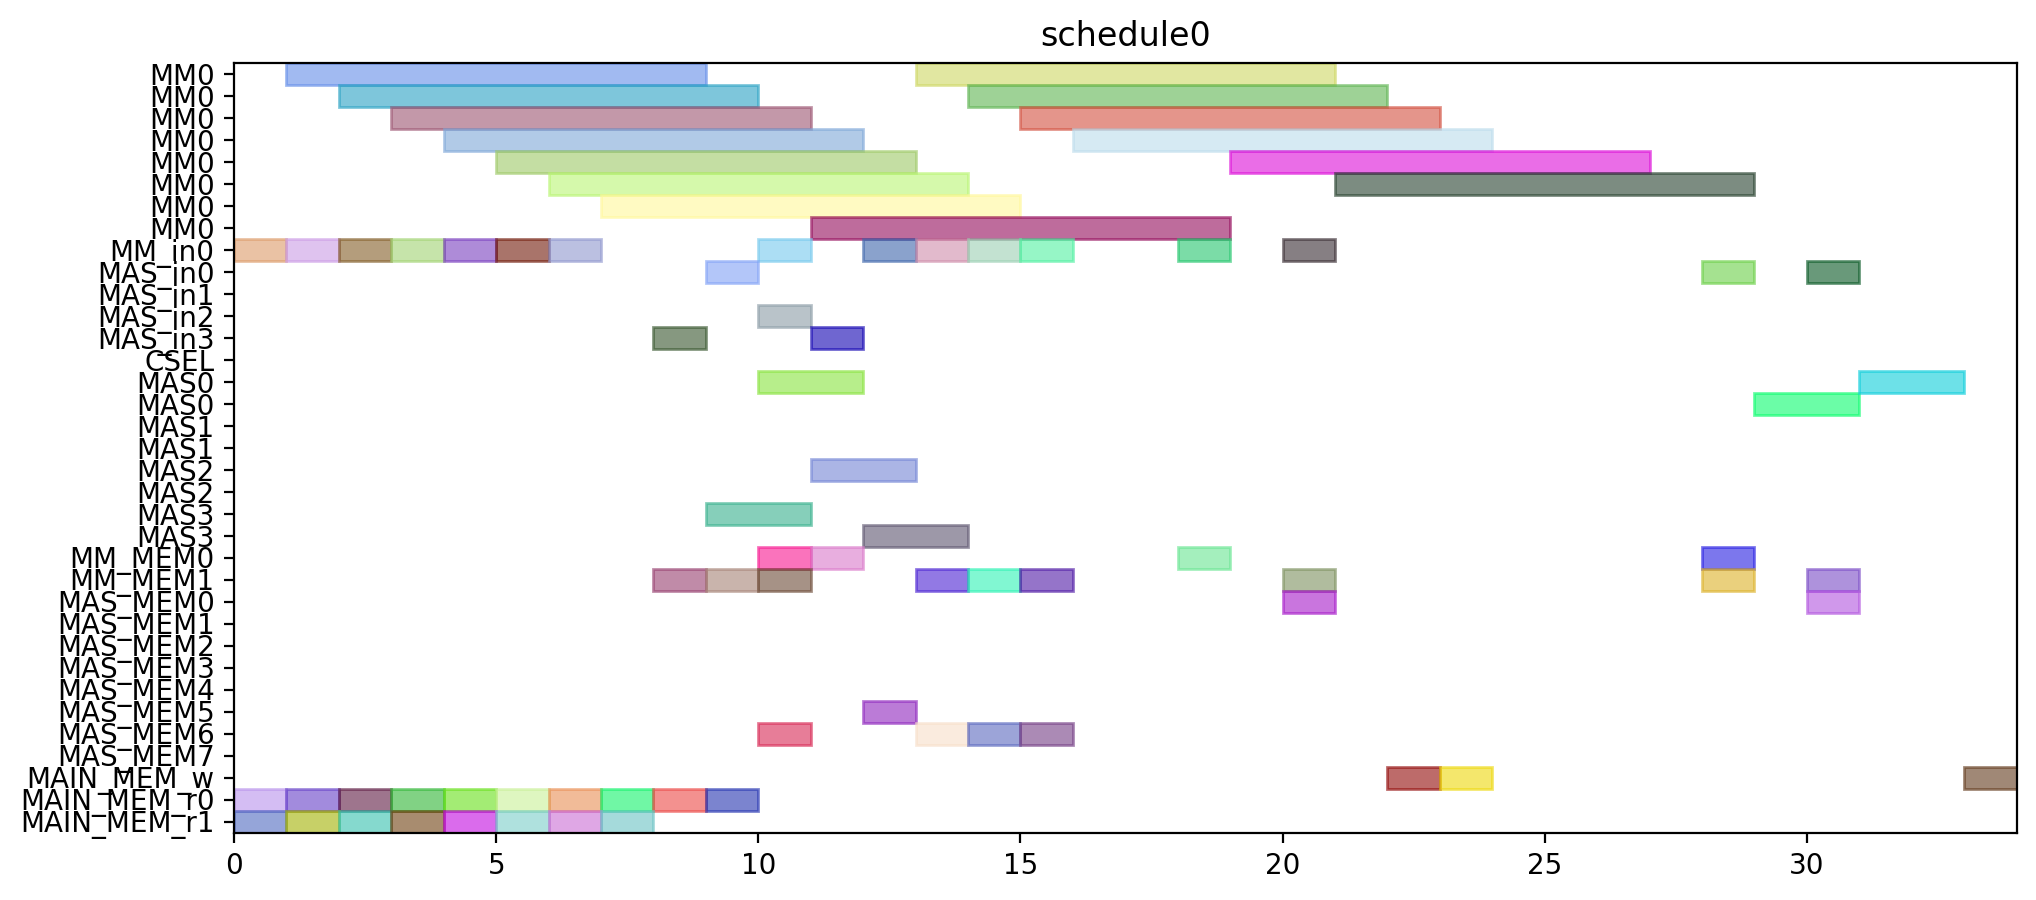 schedule0
MM0
MM0
MM0
MM0
MM0
MM0
MM0
MM0
MM_in0
MAS_in0
MAS_in1
MAS_in2
MAS_in3
CSEL
MAS0
MAS0
MAS1
MAS1
MAS2
MAS2
MAS3
MAS3
MM_MEM0
MM_MEM1
MAS_MEM0
MAS_MEM1
MAS_MEM2
MAS_MEM3
MAS_MEM4
MAS_MEM5
MAS_MEM6
MAS_MEM7
MAIN_MEM_w
MAIN_MEM_r0
MAIN_MEM_r1
0 5 10 15 20 25 30